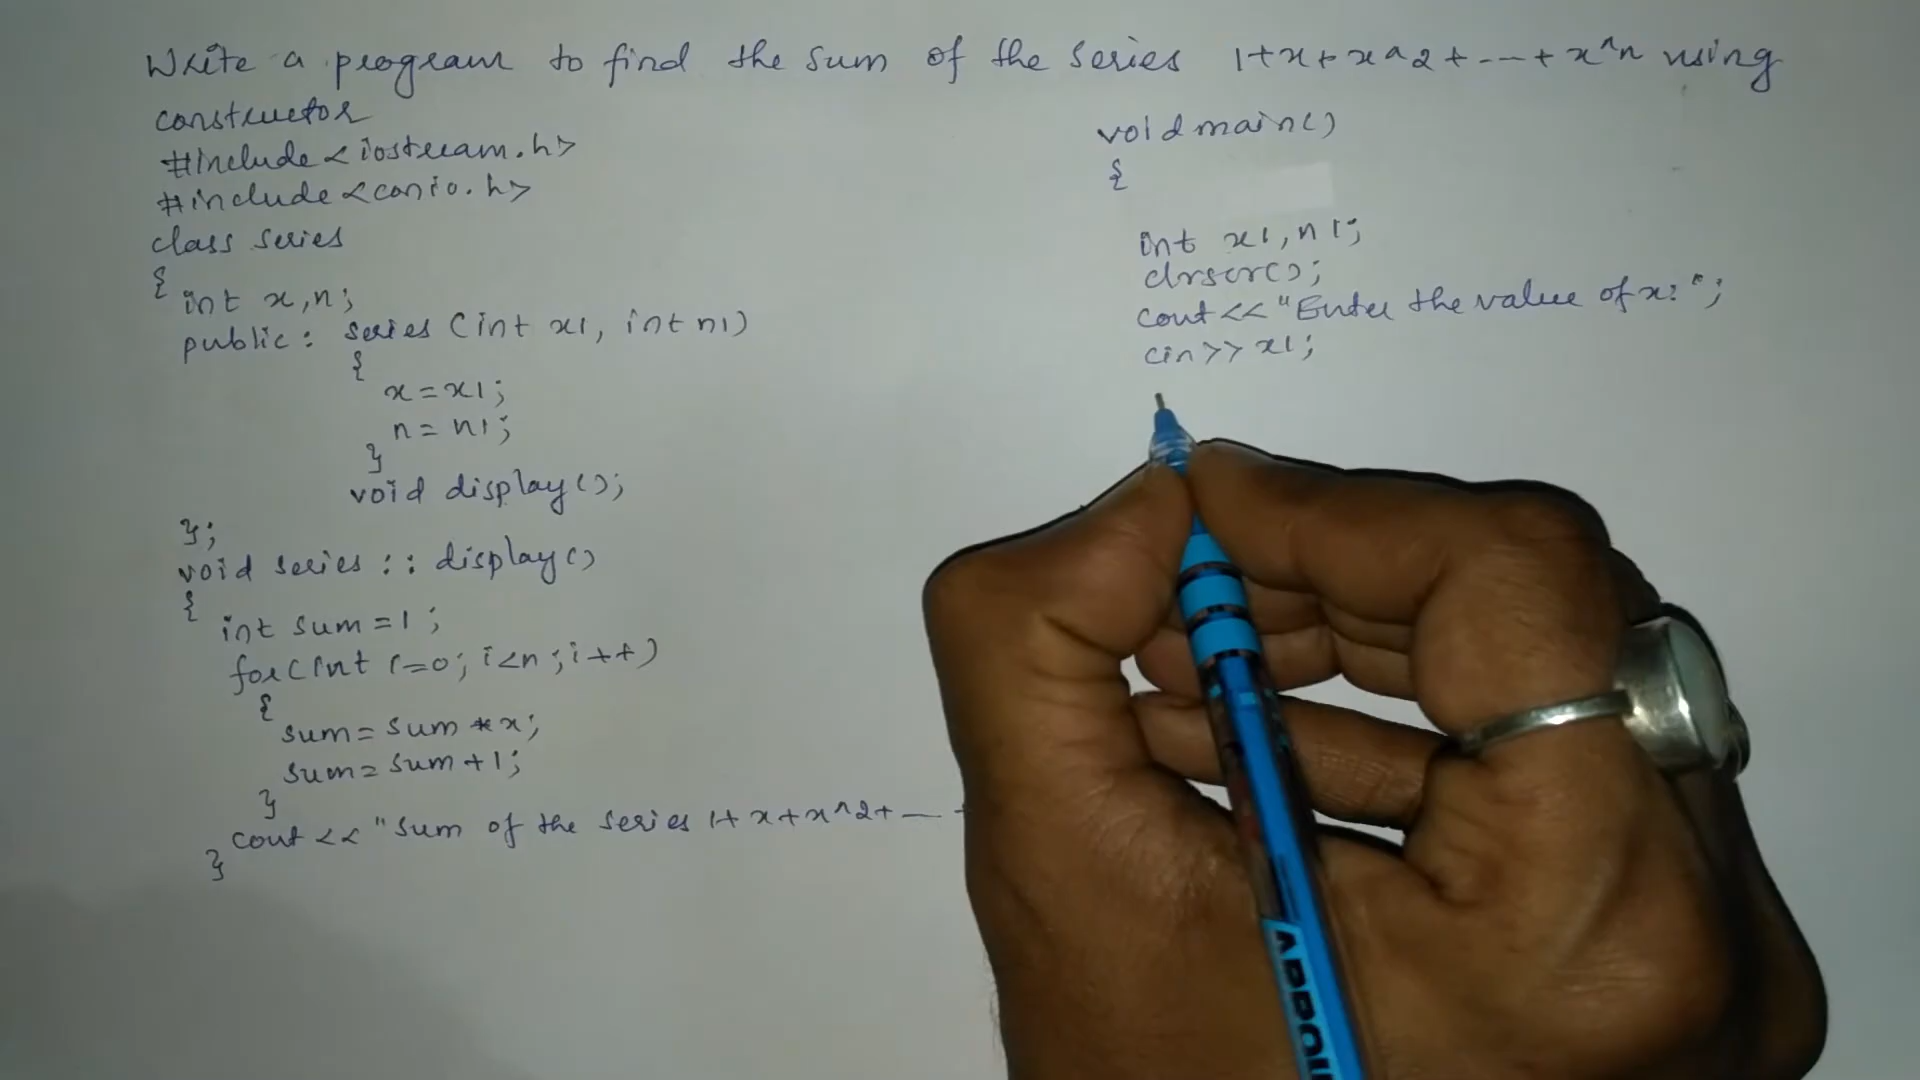 Write a program to find the sum of the series 1+x+x^2+---+x^n using
constructor
#include<iostream.h>
#include<conio.h>
class series
{
int x,n;
public: series (int x1, int n1)
{
x=x1;
n=n1;
}
void display();
};
void series :: display()
{
int sum=1;
for(int i=0; i<n; i++)
{
sum=sum*x;
sum=sum+1;
}
cout<<"Sum of the series 1+x+x^2+--- +
}
void main()
{
int x1,n1;
clrscr();
cout<<"Enter the value of x:";
cin>>x1;